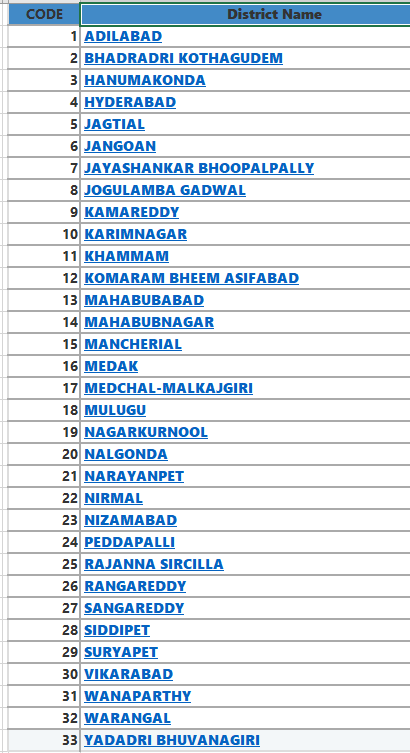 CODE District Name
1 ADILABAD
2 BHADRADRI KOTHAGUDEM
3 HANUMAKONDA
4 HYDERABAD
5 JAGTIAL
6 JANGOAN
7 JAYASHANKAR BHOOPALPALLY
8 JOGULAMBA GADWAL
9 KAMAREDDY
10 KARIMNAGAR
11 KHAMMAM
12 KOMARAM BHEEM ASIFABAD
13 MAHABUBABAD
14 MAHABUBNAGAR
15 MANCHERIAL
16 MEDAK
17 MEDCHAL-MALKAJGIRI
18 MULUGU
19 NAGARKURNOOL
20 NALGONDA
21 NARAYANPET
22 NIRMAL
23 NIZAMABAD
24 PEDDAPALLI
25 RAJANNA SIRCILLA
26 RANGAREDDY
27 SANGAREDDY
28 SIDDIPET
29 SURYAPET
30 VIKARABAD
31 WANAPARTHY
32 WARANGAL
33 YADADRI BHUVANAGIRI